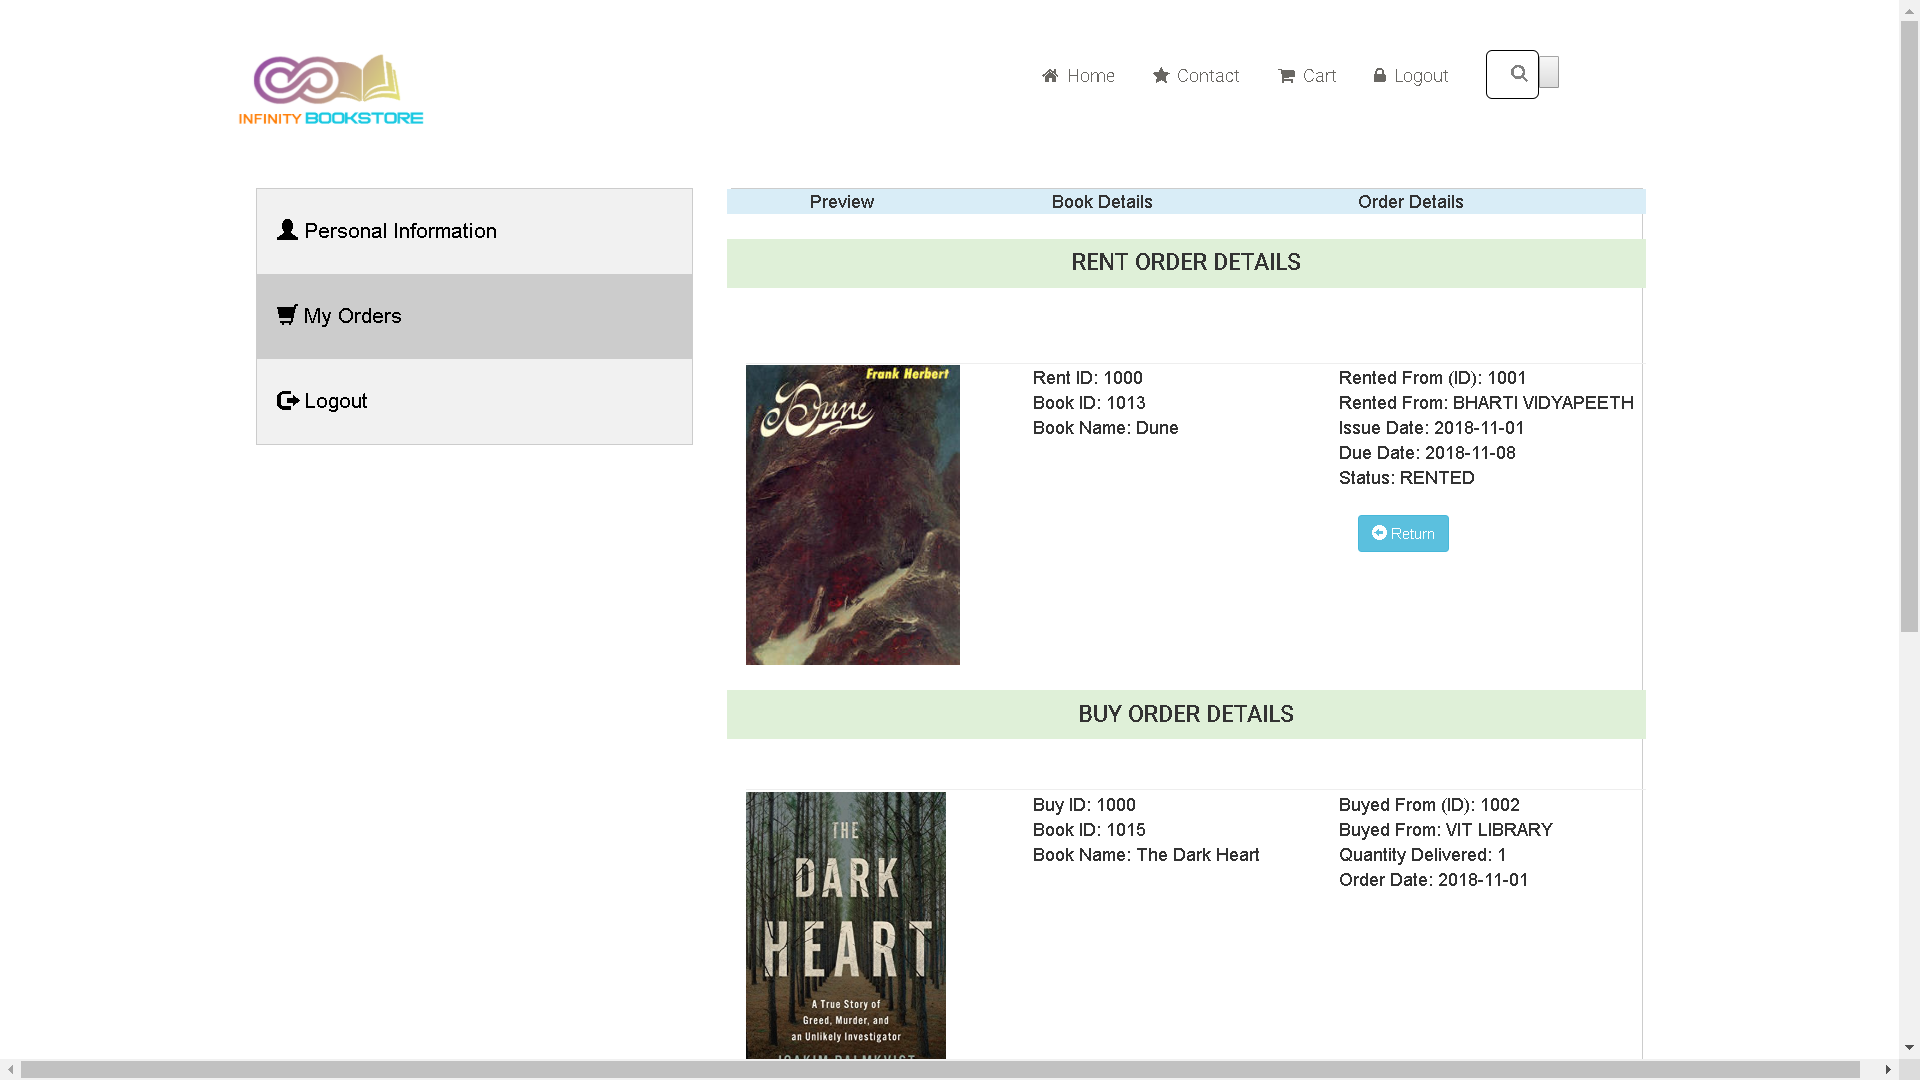 INFINITY BOOKSTORE
Home
Contact
Cart
Logout
Personal Information
My Orders
Logout
Preview
Book Details
Order Details
RENT ORDER DETAILS
Frank Herbert
Dune
Rent ID: 1000
Book ID: 1013
Book Name: Dune
Rented From (ID): 1001
Rented From: BHARTI VIDYAPEETH
Issue Date: 2018-11-01
Due Date: 2018-11-08
Status: RENTED
Return
BUY ORDER DETAILS
THE
DARK
HEART
A True Story of
Greed, Murder, and
an Unlikely Investigator
JOAKIM PALMKVIST
Buy ID: 1000
Book ID: 1015
Book Name: The Dark Heart
Buyed From (ID): 1002
Buyed From: VIT LIBRARY
Quantity Delivered: 1
Order Date: 2018-11-01